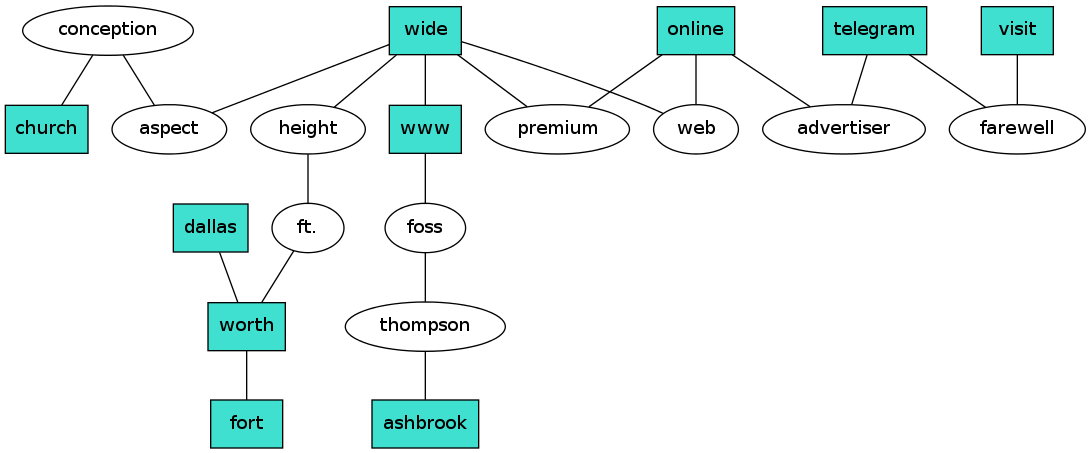 conception
wide
online
telegram
visit
church
aspect
height
www
premium
web
advertiser
farewell
dallas
ft.
foss
worth
thompson
fort
ashbrook